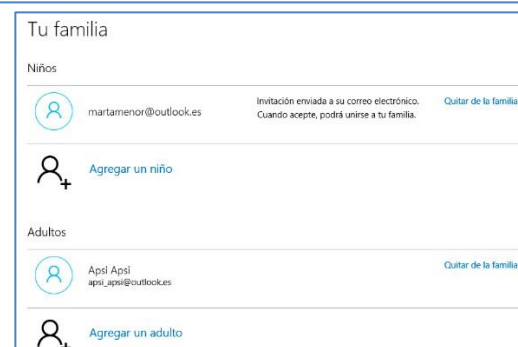 Tu familia
Niños
martamenor@outlook.es
Invitación enviada a su correo electrónico.
Cuando acepte, podrá unirse a tu familia.
Quitar de la familia
Agregar un niño
Adultos
Apsi Apsi
apsi_apsi@outlook.es
Quitar de la familia
Agregar un adulto